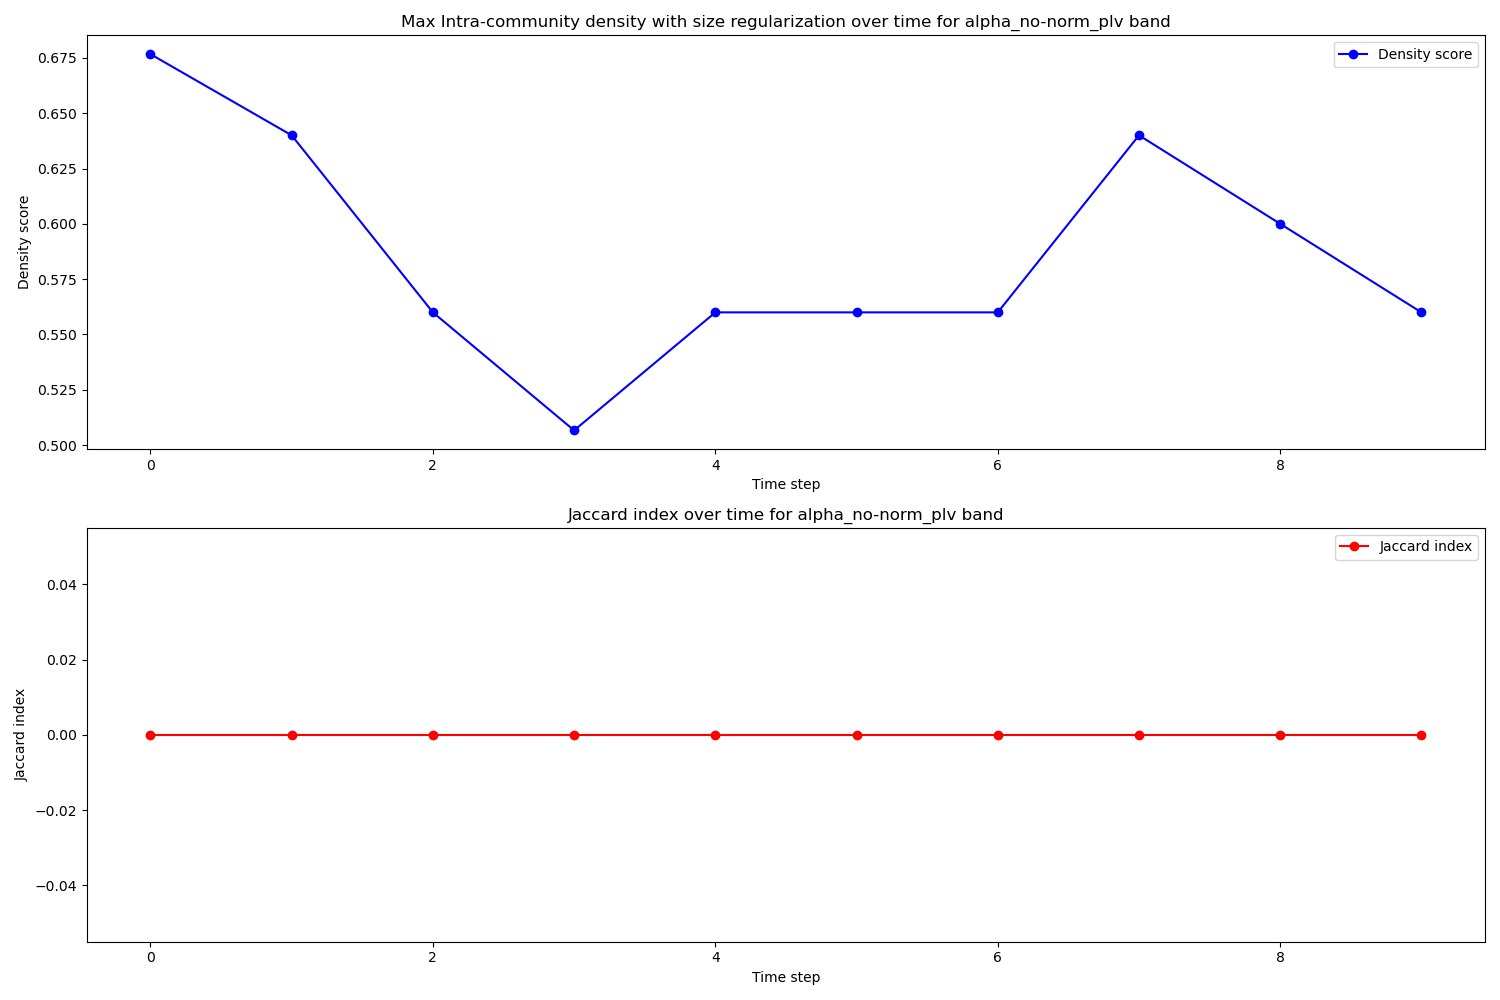 Max Intra-community density with size regularization over time for alpha_no-norm_plv band
Density score
0.675
0.650
0.625
0.600
0.575
0.550
0.525
0.500
Density score
0 2 4 6 8
Time step
Jaccard index over time for alpha_no-norm_plv band
Jaccard index
0.04
0.02
0.00
−0.02
−0.04
Jaccard index
0 2 4 6 8
Time step